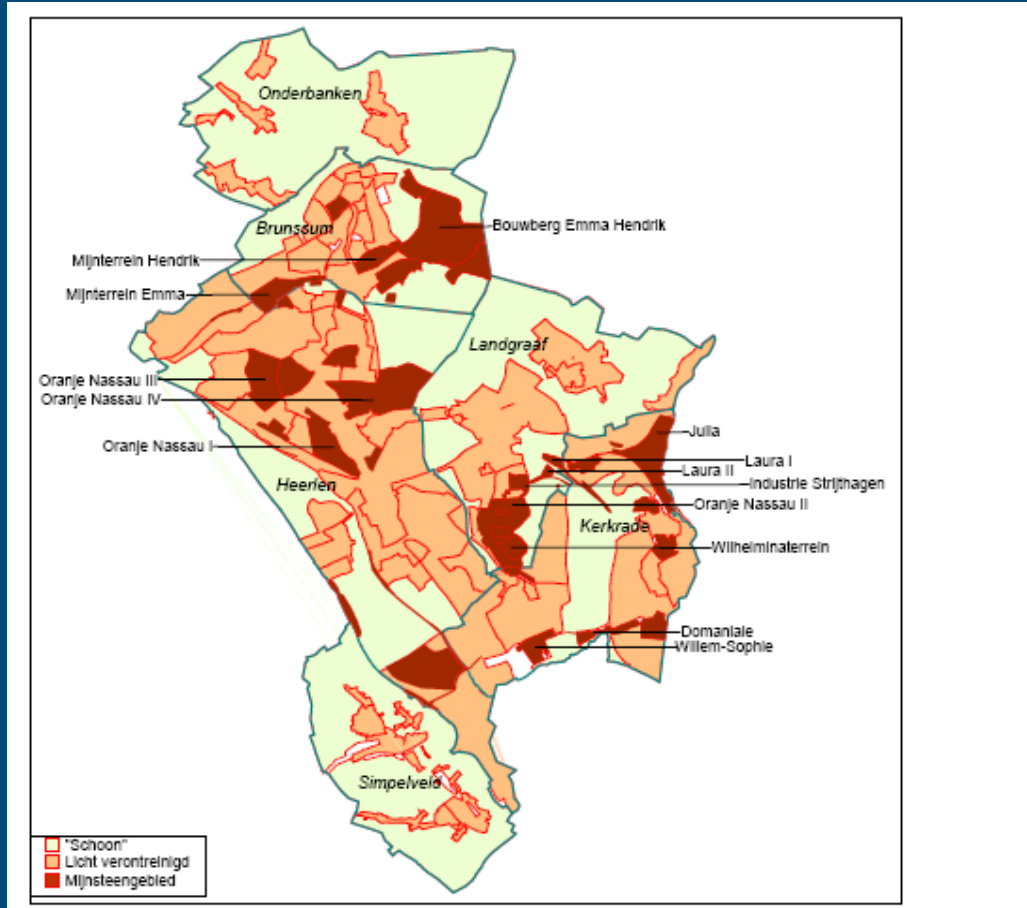 Onderbanken
Brunssum
Bouwberg Emma Hendrik
Mijnterrein Hendrik
Mijnterrein Emma
Landgraaf
Oranje Nassau III
Oranje Nassau IV
Oranje Nassau I
Julia
Laura I
Laura II
Heerlen
Industrie Strijthagen
Oranje Nassau II
Kerkrade
Wilhelminaterrein
Domaniale
Willem-Sophie
Simpelveld
"Schoon"
Licht verontreinigd
Mijnsteengebied